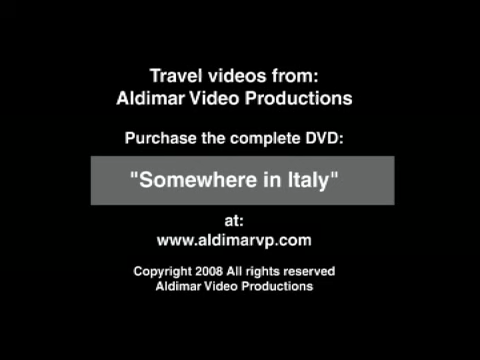 Travel videos from:
Aldimar Video Productions
Purchase the complete DVD:
"Somewhere in Italy"
at:
www.aldimarvp.com
Copyright 2008 All rights reserved
Aldimar Video Productions